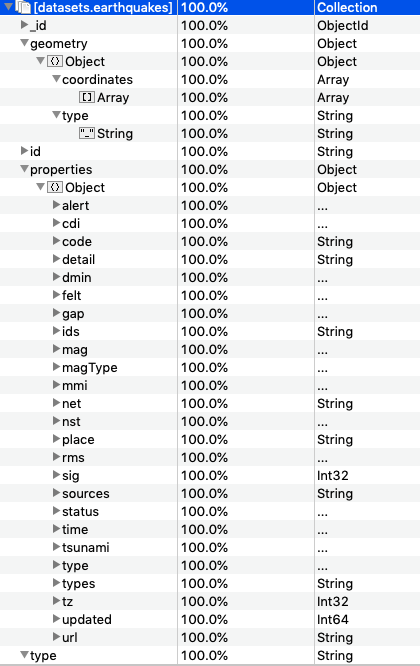 [datasets.earthquakes] 100.0% Collection
_id 100.0% ObjectId
geometry 100.0% Object
{} Object 100.0% Object
coordinates 100.0% Array
[] Array 100.0% Array
type 100.0% String
"_" String 100.0% String
id 100.0% String
properties 100.0% Object
{} Object 100.0% Object
alert 100.0% ...
cdi 100.0% ...
code 100.0% String
detail 100.0% String
dmin 100.0% ...
felt 100.0% ...
gap 100.0% ...
ids 100.0% String
mag 100.0% ...
magType 100.0% ...
mmi 100.0% ...
net 100.0% String
nst 100.0% ...
place 100.0% String
rms 100.0% ...
sig 100.0% Int32
sources 100.0% String
status 100.0% ...
time 100.0% ...
tsunami 100.0% ...
type 100.0% ...
types 100.0% String
tz 100.0% Int32
updated 100.0% Int64
url 100.0% String
type 100.0% String